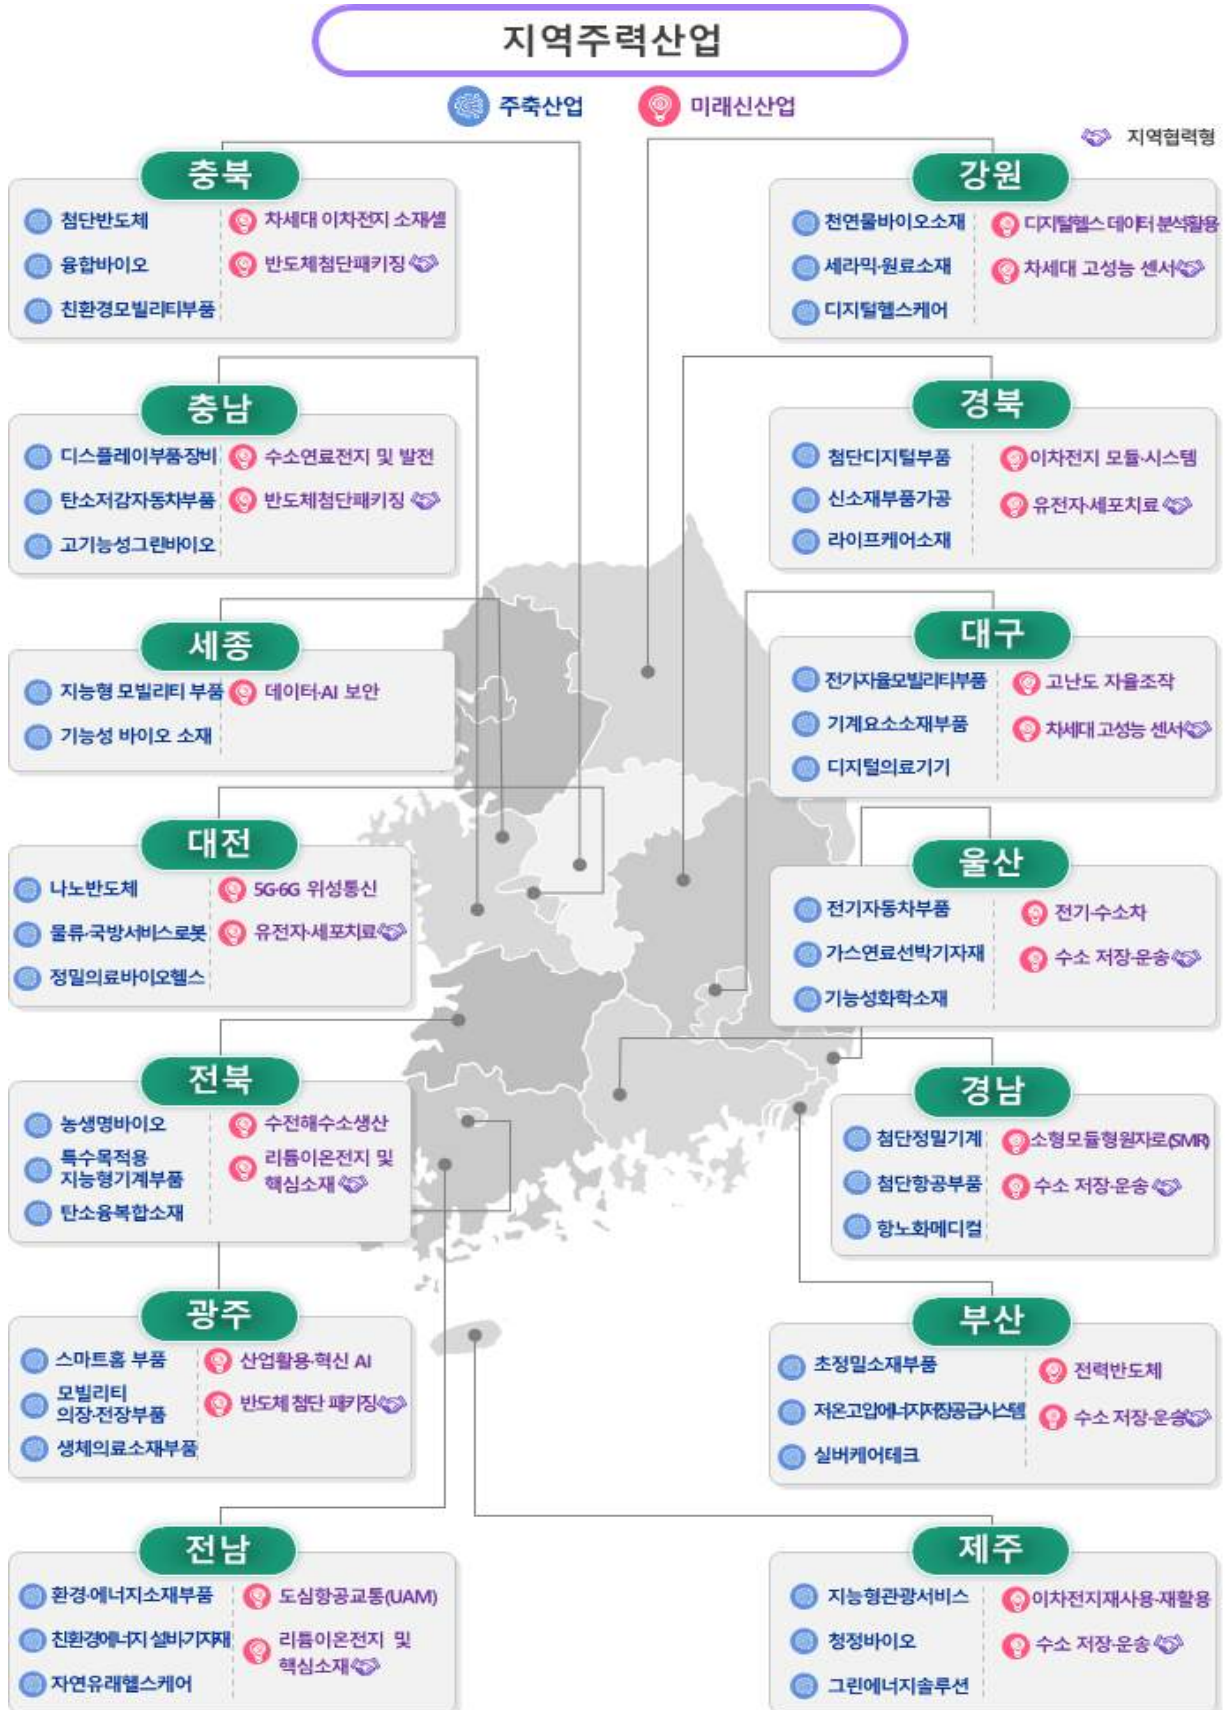 지역주력산업
주축산업
미래신산업
지역협력형
충북
첨단반도체
융합바이오
친환경모빌리티부품
차세대 이차전지 소재·셀
반도체첨단패키징
충남
디스플레이부품·장비
탄소저감자동차부품
고기능성그린바이오
수소연료전지 및 발전
반도체첨단패키징
세종
지능형 모빌리티 부품
기능성 바이오 소재
데이터·AI 보안
대전
나노반도체
물류·국방서비스로봇
정밀의료바이오헬스
5G·6G 위성통신
유전자·세포치료
전북
농생명바이오
특수목적용
지능형기계부품
탄소융복합소재
수전해수소생산
리튬이온전지 및
핵심소재
광주
스마트홈 부품
모빌리티
의장·전장부품
생체의료소재부품
산업활용·혁신 AI
반도체 첨단 패키징
전남
환경·에너지소재부품
친환경에너지 설비·기자재
자연유래헬스케어
도심항공교통(UAM)
리튬이온전지 및
핵심소재
강원
천연물바이오소재
세라믹·원료소재
디지털헬스케어
디지털헬스 데이터 분석활용
차세대 고성능 센서
경북
첨단디지털부품
신소재부품가공
라이프케어소재
이차전지 모듈·시스템
유전자·세포치료
대구
전기자율모빌리티부품
기계요소소재부품
디지털의료기기
고난도 자율조작
차세대 고성능 센서
울산
전기자동차부품
가스연료선박기자재
기능성화학소재
전기·수소차
수소 저장·운송
경남
첨단정밀기계
첨단항공부품
항노화메디컬
소형모듈형원자로(SMR)
수소 저장·운송
부산
초정밀소재부품
저온고압에너지저장공급시스템
실버케어테크
전력반도체
수소 저장·운송
제주
지능형관광서비스
청정바이오
그린에너지솔루션
이차전지재사용·재활용
수소 저장·운송